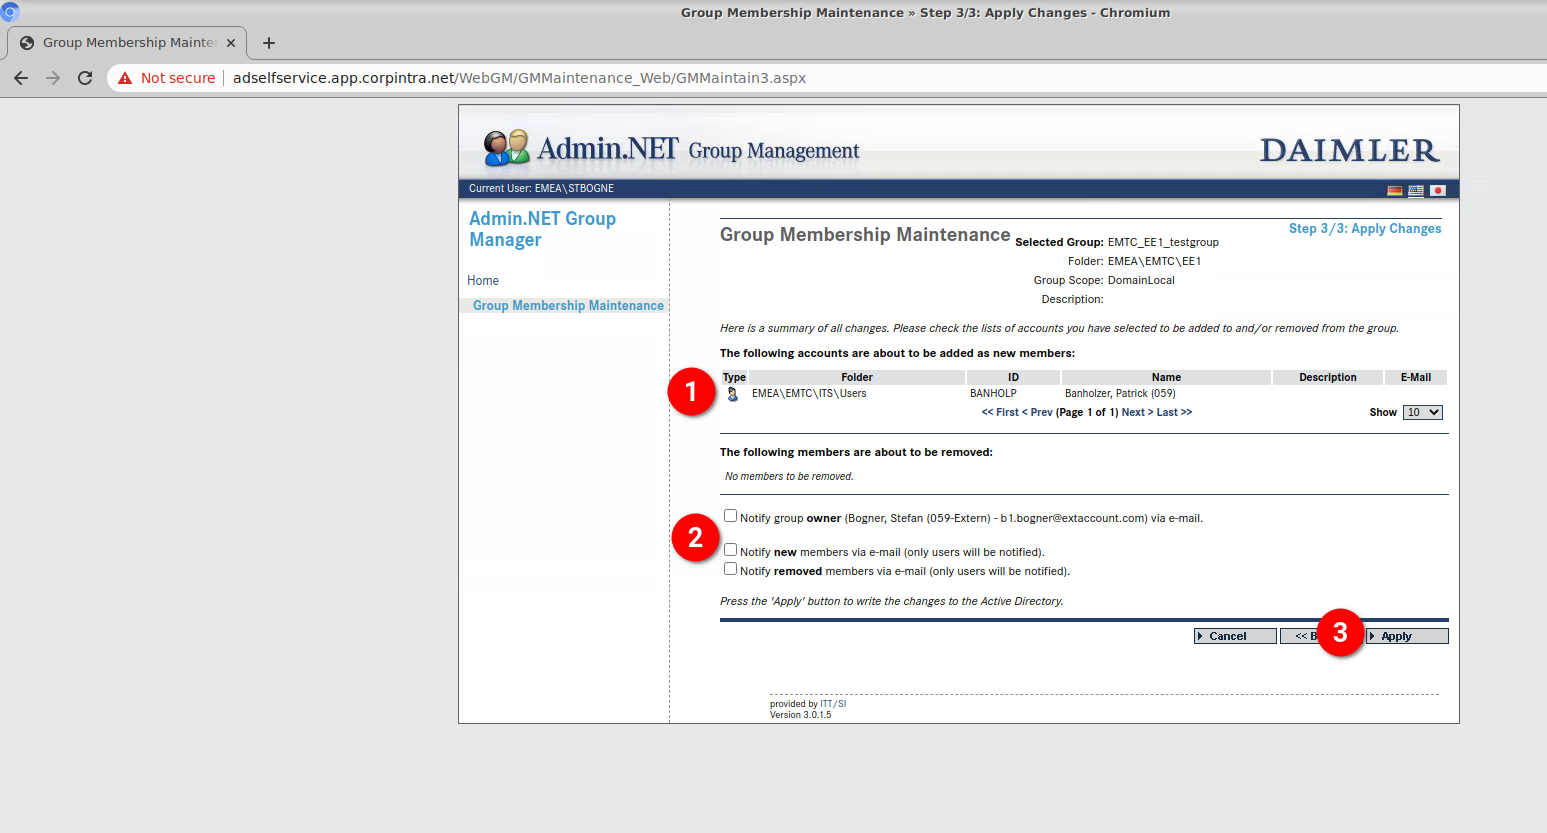 Group Membership Maintenance » Step 3/3: Apply Changes - Chromium
Group Membership Mainte
Not secure adselfservice.app.corpintra.net/WebGM/GMMaintenance_Web/GMMaintain3.aspx
Admin.NET Group Management
DAIMLER
Current User: EMEA\STBOGNE
Admin.NET Group
Manager
Home
Group Membership Maintenance
Group Membership Maintenance
Step 3/3: Apply Changes
Selected Group: EMTC_EE1_testgroup
Folder: EMEA\EMTC\EE1
Group Scope: DomainLocal
Description:
Here is a summary of all changes. Please check the lists of accounts you have selected to be added to and/or removed from the group.
The following accounts are about to be added as new members:
1
Type Folder ID Name Description E-Mail
EMEA\EMTC\ITS\Users BANHOLP Banholzer, Patrick (059)
<< First < Prev (Page 1 of 1) Next > Last >> Show 10
The following members are about to be removed:
No members to be removed.
Notify group owner (Bogner, Stefan (059-Extern) - b1.bogner@extaccount.com) via e-mail.
2
Notify new members via e-mail (only users will be notified).
Notify removed members via e-mail (only users will be notified).
Press the 'Apply' button to write the changes to the Active Directory.
Cancel << B 3 Apply
provided by ITT/SI
Version 3.0.1.5